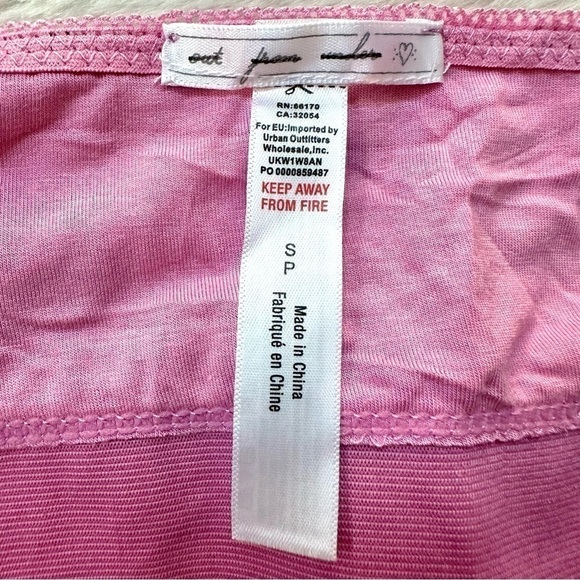 out from under
RN:66170
CA:32054
For EU:Imported by
Urban Outfitters
Wholesale,Inc.
UKW1W8AN
PO 0000859487
KEEP AWAY
FROM FIRE
S
P
Made in China
Fabriqué en Chine